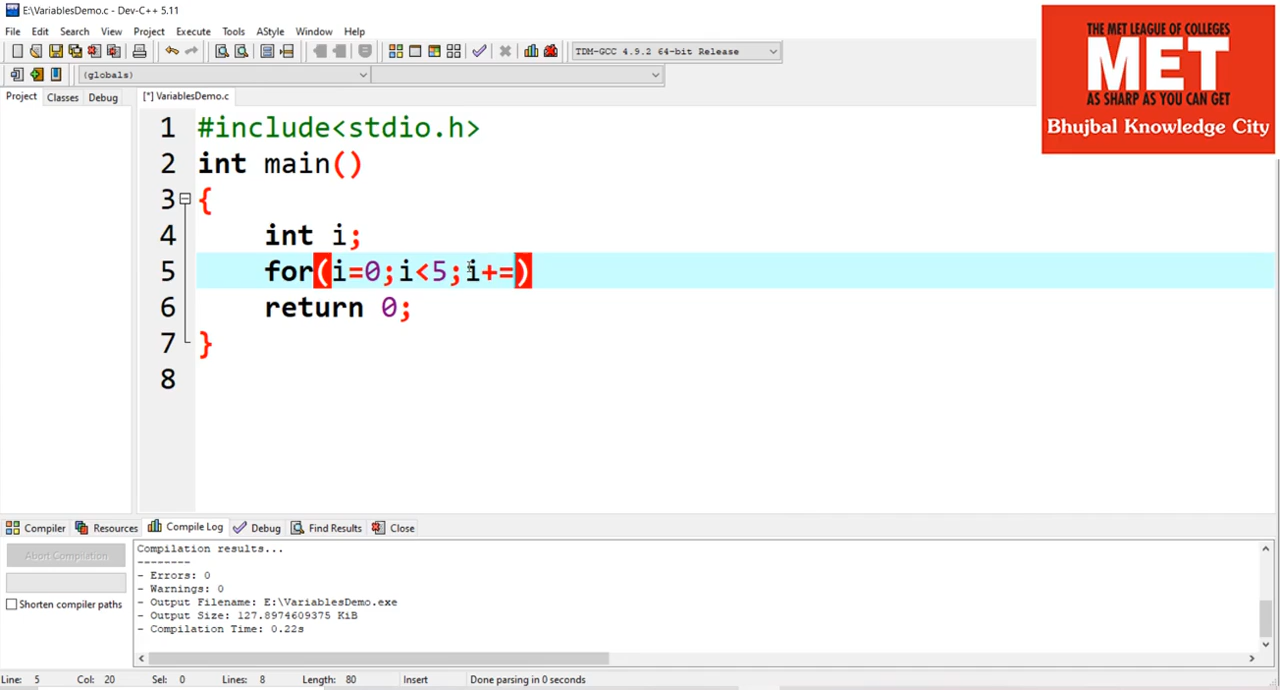 E:\VariablesDemo.c - Dev-C++ 5.11
File Edit Search View Project Execute Tools AStyle Window Help
TDM-GCC 4.9.2 64-bit Release
(globals)
Project Classes Debug [*] VariablesDemo.c
THE MET LEAGUE OF COLLEGES
MET
AS SHARP AS YOU CAN GET
Bhujbal Knowledge City
1 #include<stdio.h>
2 int main()
3 {
4 int i;
5 for(i=0;i<5;i+=)
6 return 0;
7 }
8
Compiler Resources Compile Log Debug Find Results Close
Abort Compilation
Shorten compiler paths
Compilation results...
--------
- Errors: 0
- Warnings: 0
- Output Filename: E:\VariablesDemo.exe
- Output Size: 127.8974609375 KiB
- Compilation Time: 0.22s
Line: 5 Col: 20 Sel: 0 Lines: 8 Length: 80 Insert Done parsing in 0 seconds